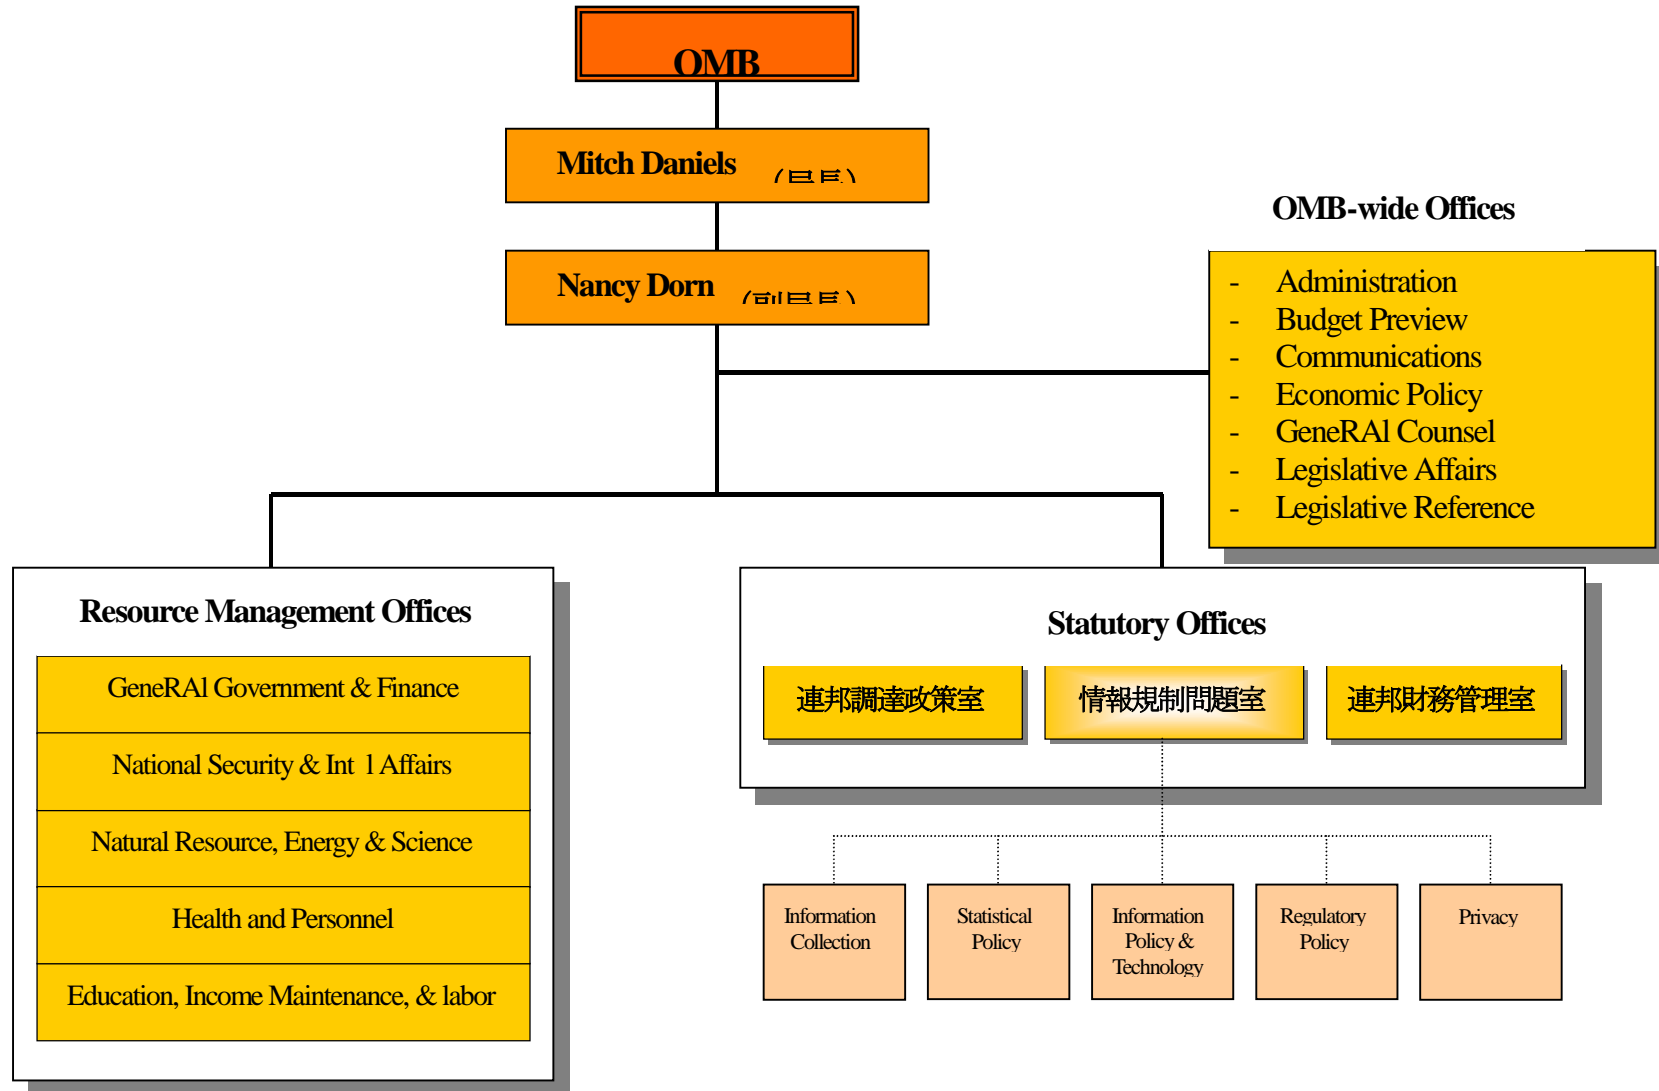 OMB
Mitch Daniels
Nancy Dorn
OMB-wide Offices
- Administration
- Budget Preview
- Communications
- Economic Policy
- GeneRAl Counsel
- Legislative Affairs
- Legislative Reference
Resource Management Offices
GeneRAl Government & Finance
National Security & Int l Affairs
Natural Resource, Energy & Science
Health and Personnel
Education, Income Maintenance, & labor
Statutory Offices
連邦調達政策室
情報規制問題室
連邦財務管理室
Information
Collection
Statistical
Policy
Information
Policy &
Technology
Regulatory
Policy
Privacy